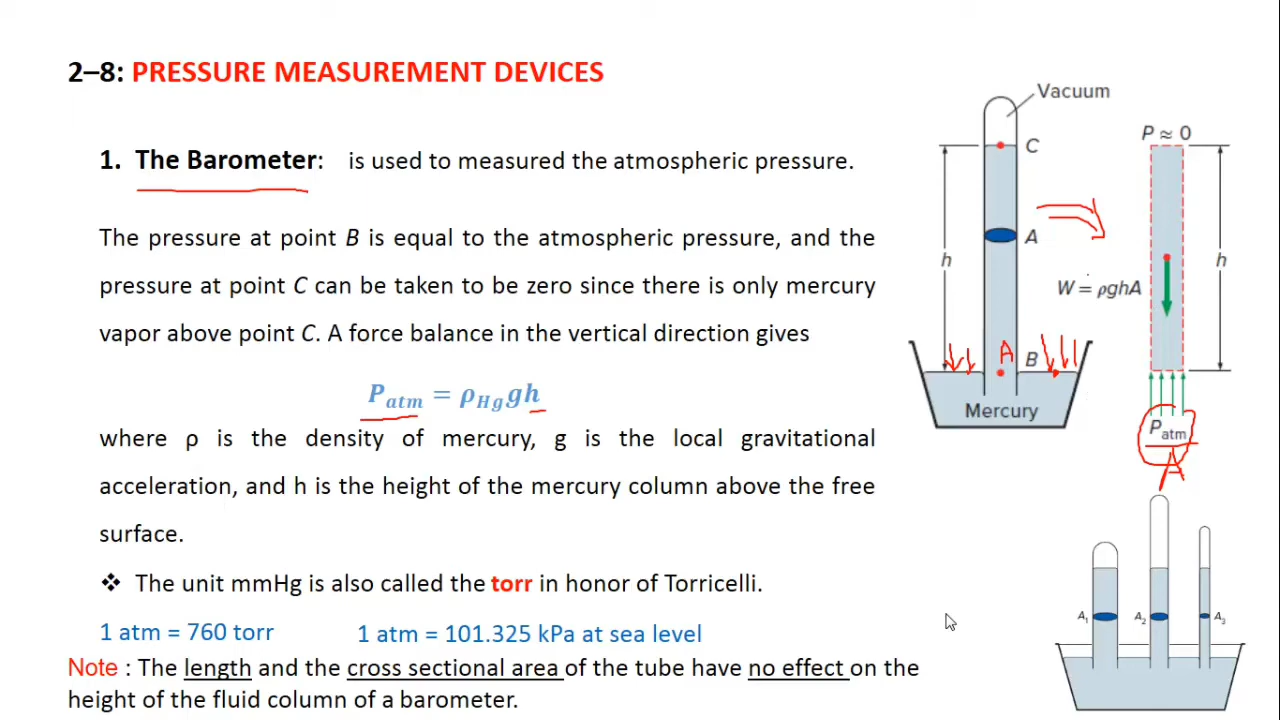 2–8: PRESSURE MEASUREMENT DEVICES
1. The Barometer: is used to measured the atmospheric pressure.
The pressure at point B is equal to the atmospheric pressure, and the
pressure at point C can be taken to be zero since there is only mercury
vapor above point C. A force balance in the vertical direction gives
P_atm = ρ_Hg gh
where ρ is the density of mercury, g is the local gravitational
acceleration, and h is the height of the mercury column above the free
surface.
❖ The unit mmHg is also called the torr in honor of Torricelli.
1 atm = 760 torr 1 atm = 101.325 kPa at sea level
Note : The length and the cross sectional area of the tube have no effect on the
height of the fluid column of a barometer.
Vacuum
C
A
h
A
B
Mercury
P ≈ 0
h
W = ρghA
P_atm
A
A₁ A₂ A₃